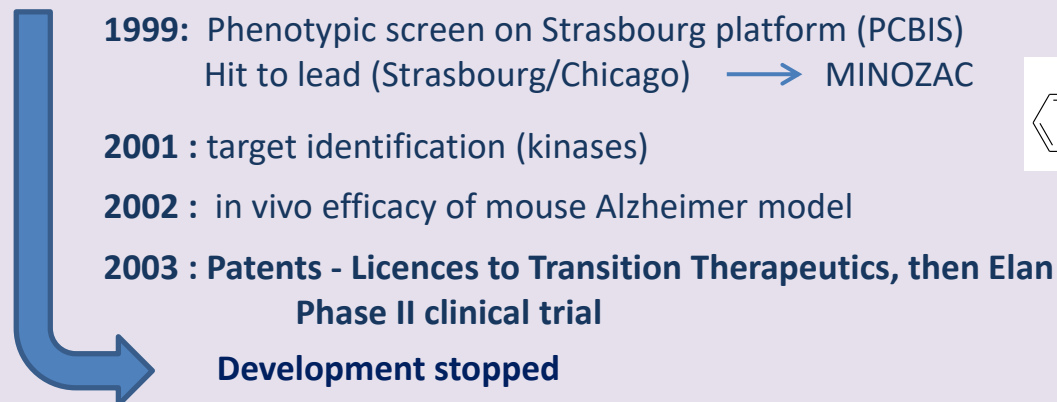 1999: Phenotypic screen on Strasbourg platform (PCBIS)
Hit to lead (Strasbourg/Chicago) → MINOZAC
2001 : target identification (kinases)
2002 : in vivo efficacy of mouse Alzheimer model
2003 : Patents - Licences to Transition Therapeutics, then Elan
Phase II clinical trial
Development stopped